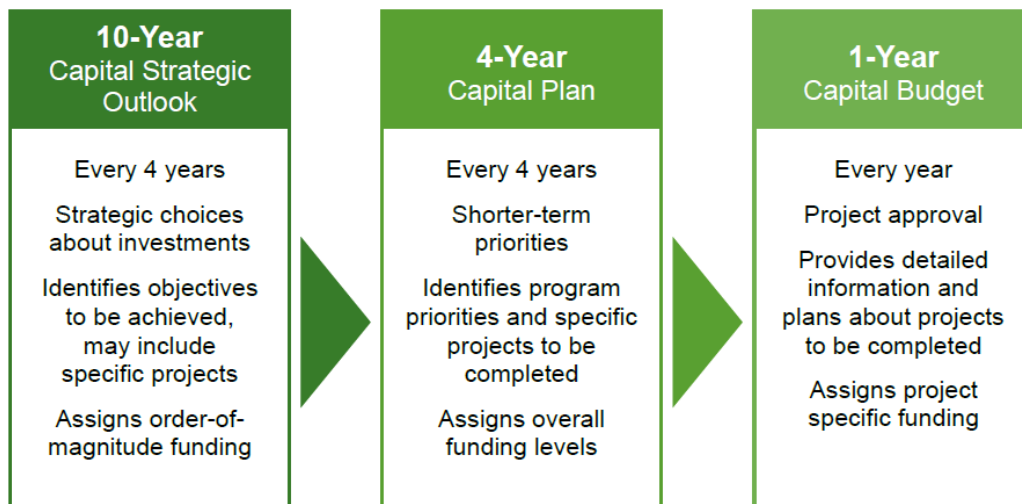 10-Year
Capital Strategic
Outlook
Every 4 years
Strategic choices
about investments
Identifies objectives
to be achieved,
may include
specific projects
Assigns order-of-
magnitude funding
4-Year
Capital Plan
Every 4 years
Shorter-term
priorities
Identifies program
priorities and specific
projects to be
completed
Assigns overall
funding levels
1-Year
Capital Budget
Every year
Project approval
Provides detailed
information and
plans about projects
to be completed
Assigns project
specific funding